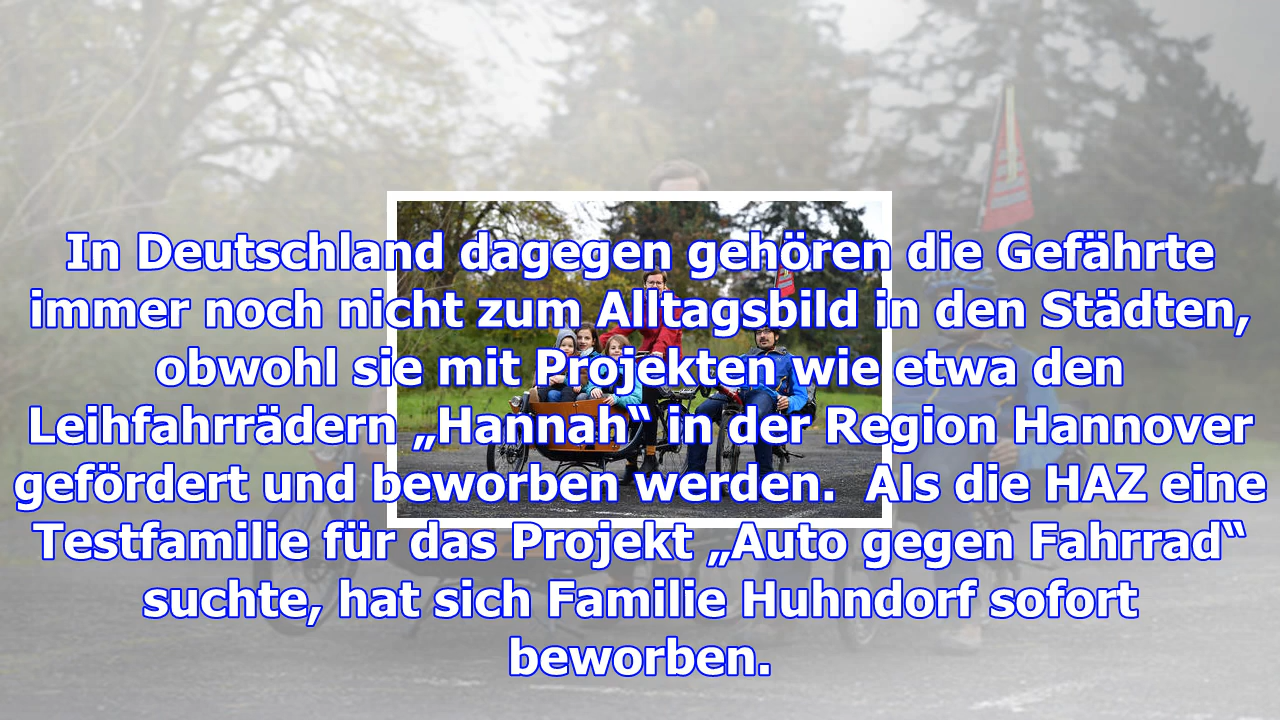 In Deutschland dagegen gehören die Gefährte
immer noch nicht zum Alltagsbild in den Städten,
obwohl sie mit Projekten wie etwa den
Leihfahrrädern „Hannah“ in der Region Hannover
gefördert und beworben werden.  Als die HAZ eine
Testfamilie für das Projekt „Auto gegen Fahrrad“
suchte, hat sich Familie Huhndorf sofort
beworben.